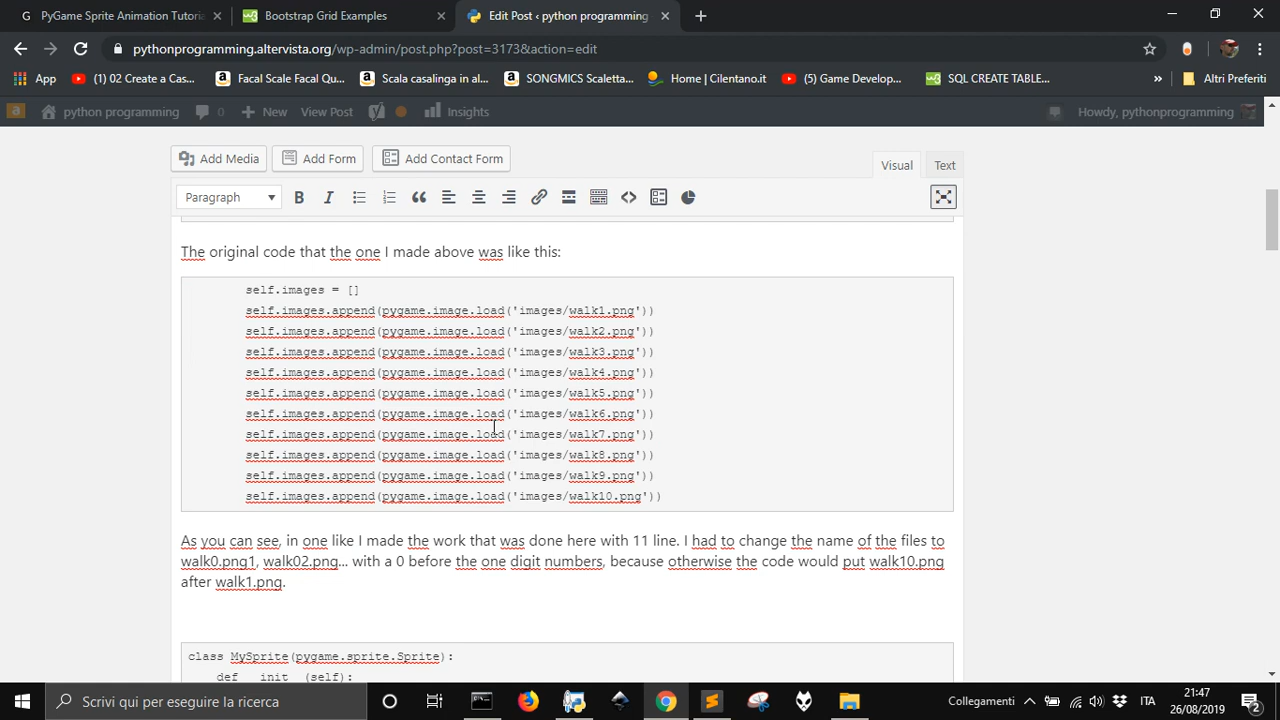 PyGame Sprite Animation Tutoria
Bootstrap Grid Examples
Edit Post ‹ python programming
pythonprogramming.altervista.org/wp-admin/post.php?post=3173&action=edit
App
(1) 02 Create a Cas...
Facal Scale Facal Qu...
Scala casalinga in al...
SONGMICS Scaletta...
Home | Cilentano.it
(5) Game Develop...
SQL CREATE TABLE...
»
Altri Preferiti
python programming
0
New
View Post
Insights
Howdy, pythonprogramming
Add Media
Add Form
Add Contact Form
Visual
Text
Paragraph
The original code that the one I made above was like this:
self.images = []
self.images.append(pygame.image.load('images/walk1.png'))
self.images.append(pygame.image.load('images/walk2.png'))
self.images.append(pygame.image.load('images/walk3.png'))
self.images.append(pygame.image.load('images/walk4.png'))
self.images.append(pygame.image.load('images/walk5.png'))
self.images.append(pygame.image.load('images/walk6.png'))
self.images.append(pygame.image.load('images/walk7.png'))
self.images.append(pygame.image.load('images/walk8.png'))
self.images.append(pygame.image.load('images/walk9.png'))
self.images.append(pygame.image.load('images/walk10.png'))
As you can see, in one like I made the work that was done here with 11 line. I had to change the name of the files to
walk0.png1, walk02.png... with a 0 before the one digit numbers, because otherwise the code would put walk10.png
after walk1.png.
class MySprite(pygame.sprite.Sprite):
def __init__(self):
Scrivi qui per eseguire la ricerca
Collegamenti
ITA
21:47
26/08/2019
2